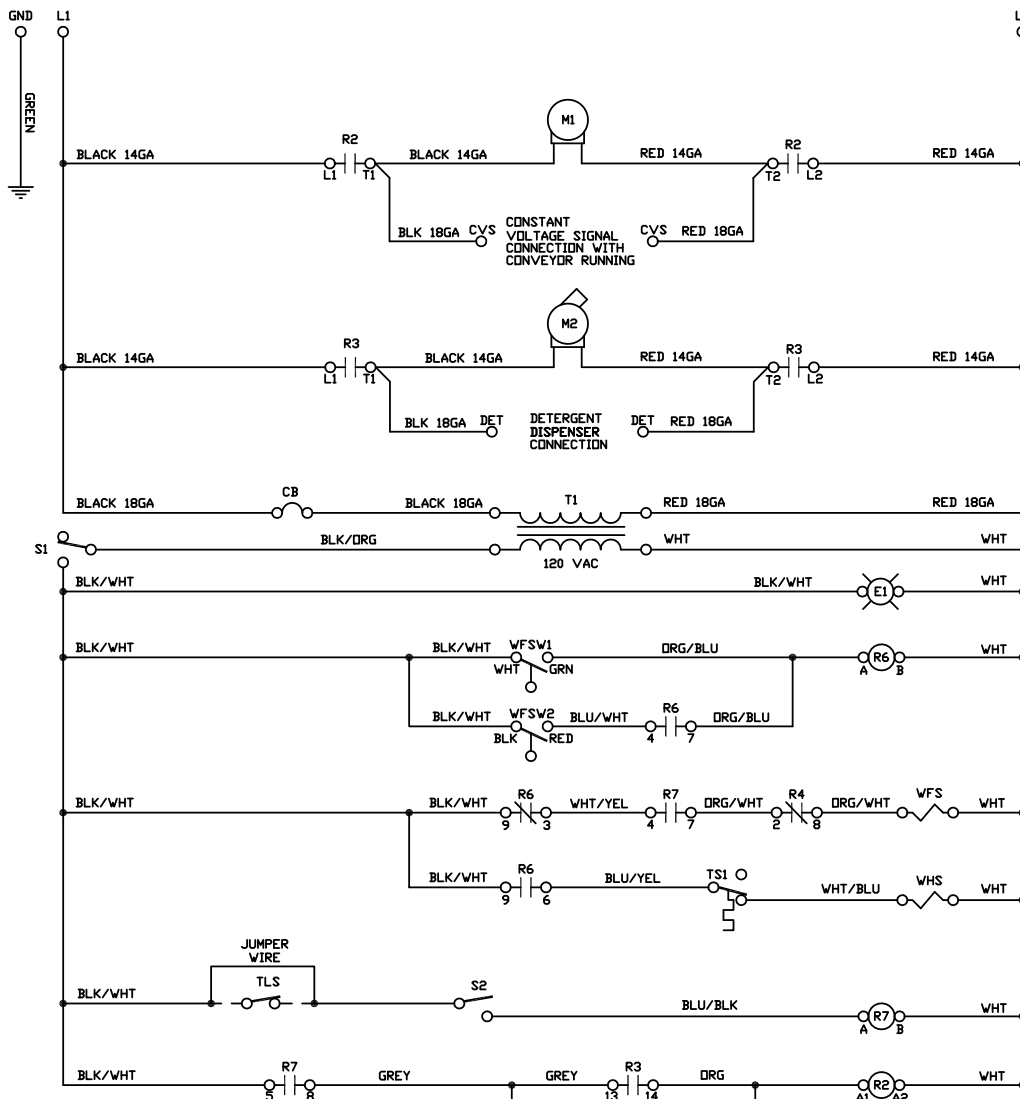 GND L1 L
GREEN
M1
R2 R2
BLACK 14GA BLACK 14GA RED 14GA RED 14GA
L1 T1 T2 L2
BLK 18GA CVS CVS RED 18GA
CONSTANT
VOLTAGE SIGNAL
CONNECTION WITH
CONVEYOR RUNNING
M2
R3 R3
BLACK 14GA BLACK 14GA RED 14GA RED 14GA
L1 T1 T2 L2
BLK 18GA DET DET RED 18GA
DETERGENT
DISPENSER
CONNECTION
CB T1
BLACK 18GA BLACK 18GA RED 18GA RED 18GA
S1 BLK/ORG WHT WHT
120 VAC
BLK/WHT BLK/WHT E1 WHT
BLK/WHT BLK/WHT WFSW1 ORG/BLU R6 WHT
WHT GRN A B
BLK/WHT WFSW2 BLU/WHT R6 ORG/BLU
BLK RED 4 7
BLK/WHT BLK/WHT R6 WHT/YEL R7 ORG/WHT R4 ORG/WHT WFS WHT
9 3 4 7 2 8
BLK/WHT R6 BLU/YEL TS1 WHT/BLU WHS WHT
9 6
JUMPER
WIRE
TLS S2
BLK/WHT BLU/BLK R7 WHT
A B
BLK/WHT R7 GREY GREY R3 ORG R2 WHT
5 8 13 14 A1 A2